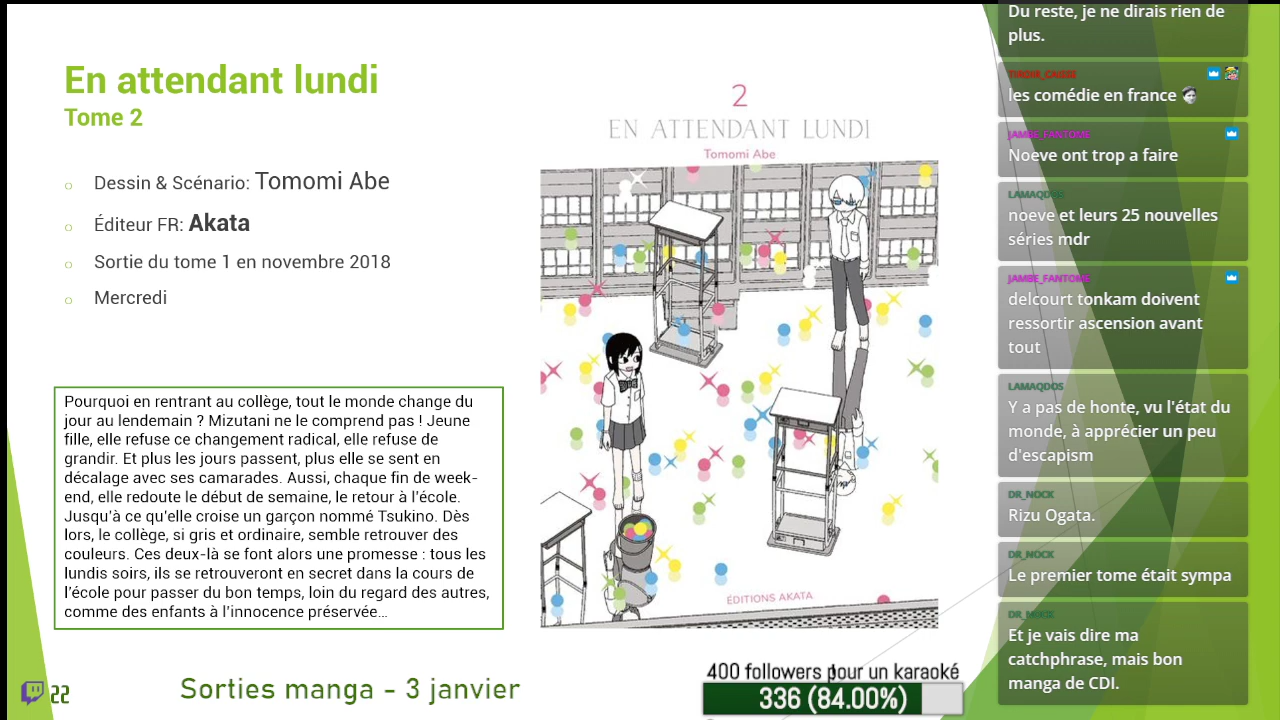 En attendant lundi
Tome 2
Dessin & Scénario: Tomomi Abe
Éditeur FR: Akata
Sortie du tome 1 en novembre 2018
Mercredi
Pourquoi en rentrant au collège, tout le monde change du
jour au lendemain ? Mizutani ne le comprend pas ! Jeune
fille, elle refuse ce changement radical, elle refuse de
grandir. Et plus les jours passent, plus elle se sent en
décalage avec ses camarades. Aussi, chaque fin de week-
end, elle redoute le début de semaine, le retour à l'école.
Jusqu'à ce qu'elle croise un garçon nommé Tsukino. Dès
lors, le collège, si gris et ordinaire, semble retrouver des
couleurs. Ces deux-là se font alors une promesse : tous les
lundis soirs, ils se retrouveront en secret dans la cours de
l'école pour passer du bon temps, loin du regard des autres,
comme des enfants à l'innocence préservée...
2
EN ATTENDANT LUNDI
Tomomi Abe
ÉDITIONS AKATA
22
Sorties manga - 3 janvier
400 followers pour un karaoké
336 (84.00%)
Du reste, je ne dirais rien de
plus.
les comédie en france
JAMBE_FANTOME
Noeve ont trop a faire
LAMAQDOS
noeve et leurs 25 nouvelles
séries mdr
JAMBE_FANTOME
delcourt tonkam doivent
ressortir ascension avant
tout
LAMAQDOS
Y a pas de honte, vu l'état du
monde, à apprécier un peu
d'escapism
DR_NOCK
Rizu Ogata.
DR_NOCK
Le premier tome était sympa
DR_NOCK
Et je vais dire ma
catchphrase, mais bon
manga de CDI.